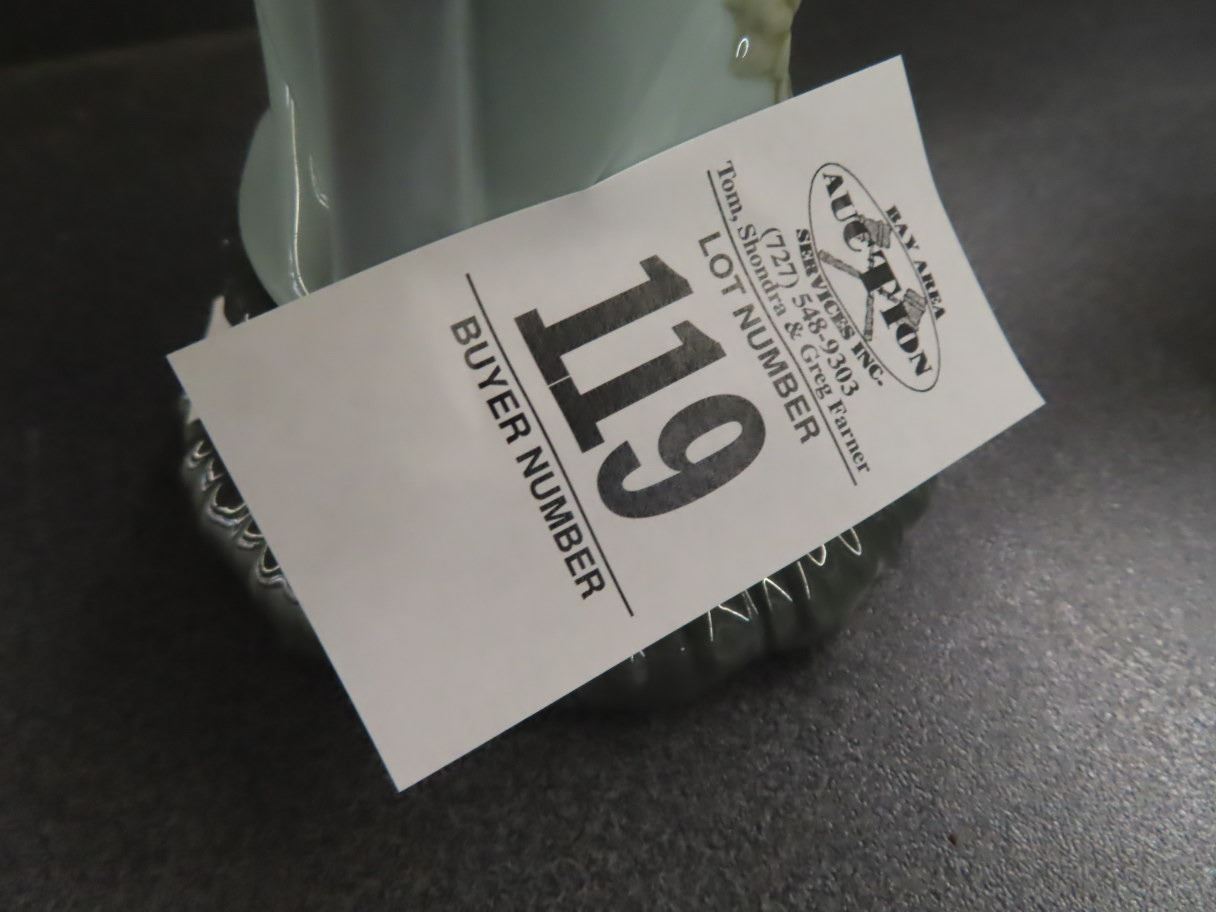 BAY AREA
AUCTION
SERVICES INC.
(727) 548-9303
Tom, Shondra & Greg Farner
LOT NUMBER
119
BUYER NUMBER